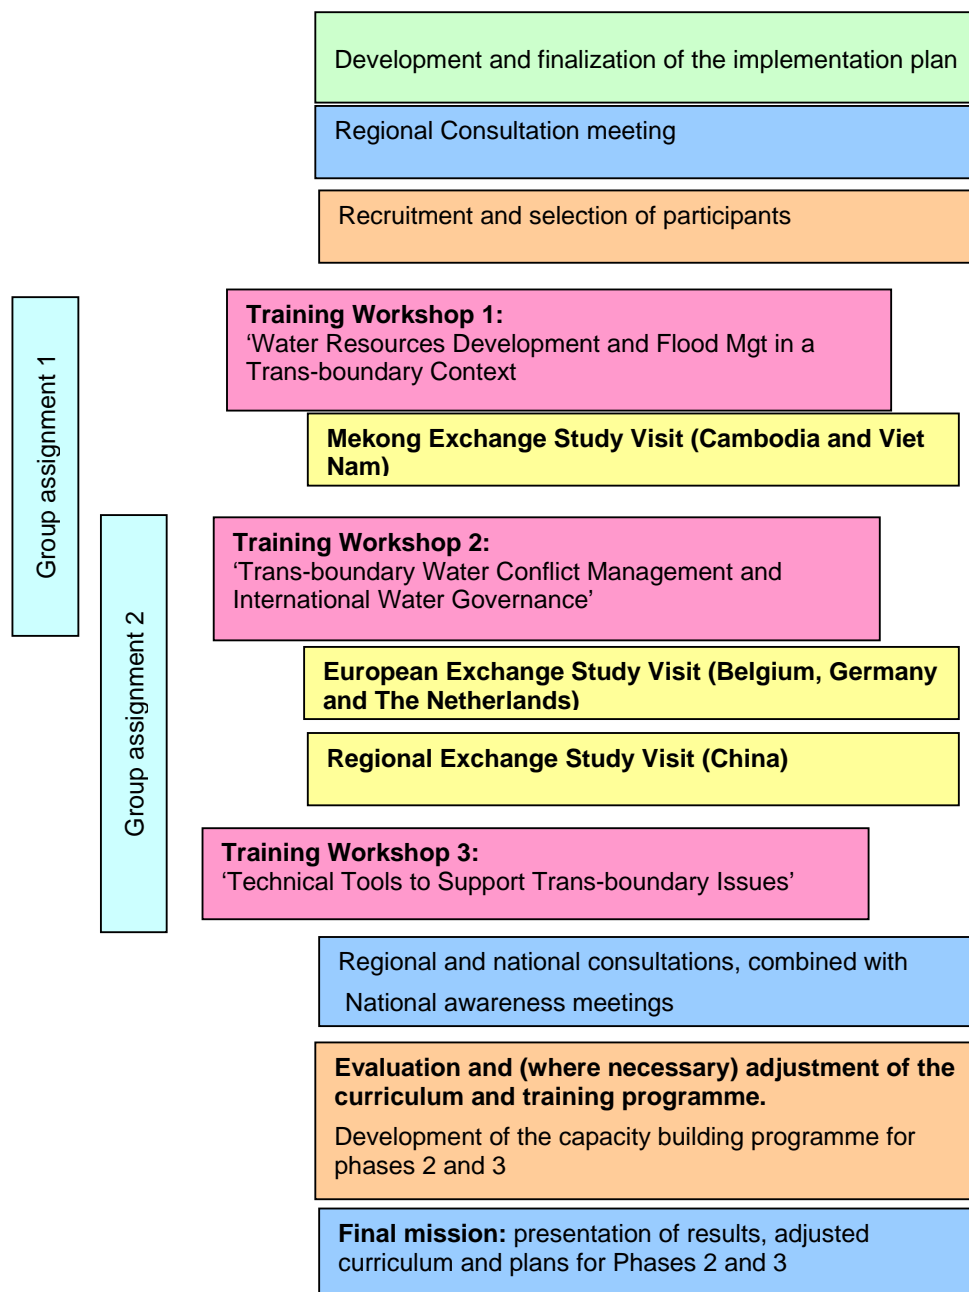 Development and finalization of the implementation plan
Regional Consultation meeting
Recruitment and selection of participants
Group assignment 1
Training Workshop 1:
‘Water Resources Development and Flood Mgt in a
Trans-boundary Context
Mekong Exchange Study Visit (Cambodia and Viet
Nam)
Group assignment 2
Training Workshop 2:
‘Trans-boundary Water Conflict Management and
International Water Governance’
European Exchange Study Visit (Belgium, Germany
and The Netherlands)
Regional Exchange Study Visit (China)
Training Workshop 3:
‘Technical Tools to Support Trans-boundary Issues’
Regional and national consultations, combined with
National awareness meetings
Evaluation and (where necessary) adjustment of the
curriculum and training programme.
Development of the capacity building programme for
phases 2 and 3
Final mission: presentation of results, adjusted
curriculum and plans for Phases 2 and 3